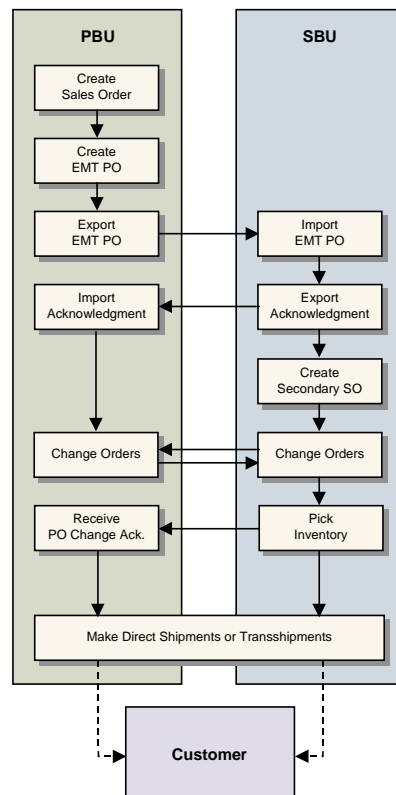 PBU
SBU
Create
Sales Order
Create
EMT PO
Export
EMT PO
Import
EMT PO
Import
Acknowledgment
Export
Acknowledgment
Create
Secondary SO
Change Orders
Change Orders
Receive
PO Change Ack.
Pick
Inventory
Make Direct Shipments or Transshipments
Customer